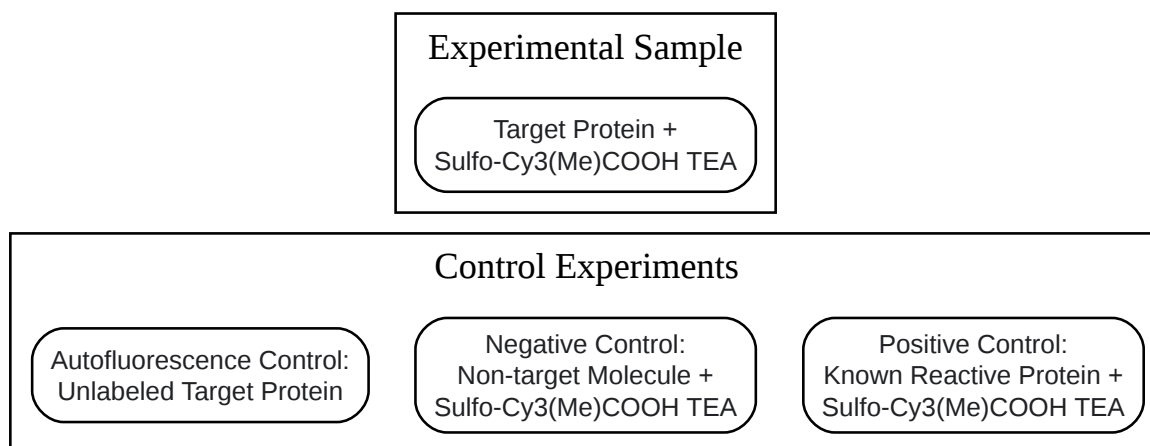 Experimental Sample
Target Protein +
Sulfo-Cy3(Me)COOH TEA
Control Experiments
Autofluorescence Control:
Unlabeled Target Protein
Negative Control:
Non-target Molecule +
Sulfo-Cy3(Me)COOH TEA
Positive Control:
Known Reactive Protein +
Sulfo-Cy3(Me)COOH TEA